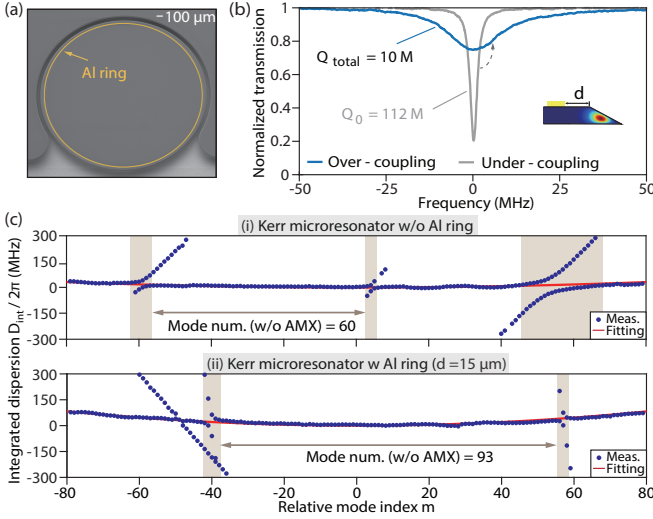 (a)
100 μm
Al ring
(b)
Normalized transmission
1
0.8
0.6
0.4
0.2
0
Q total = 10 M
Q0 = 112 M
d
Over - coupling
Under - coupling
-50
-25
0
25
50
Frequency (MHz)
(c)
(i) Kerr microresonator w/o Al ring
Integrated dispersion Dint/ 2π (MHz)
300
150
0
-150
-300
Mode num. (w/o AMX) = 60
Meas.
Fitting
(ii) Kerr microresonator w Al ring (d =15 μm)
300
150
0
-150
-300
Mode num. (w/o AMX) = 93
Meas.
Fitting
-80
-60
-40
-20
0
20
40
60
80
Relative mode index m